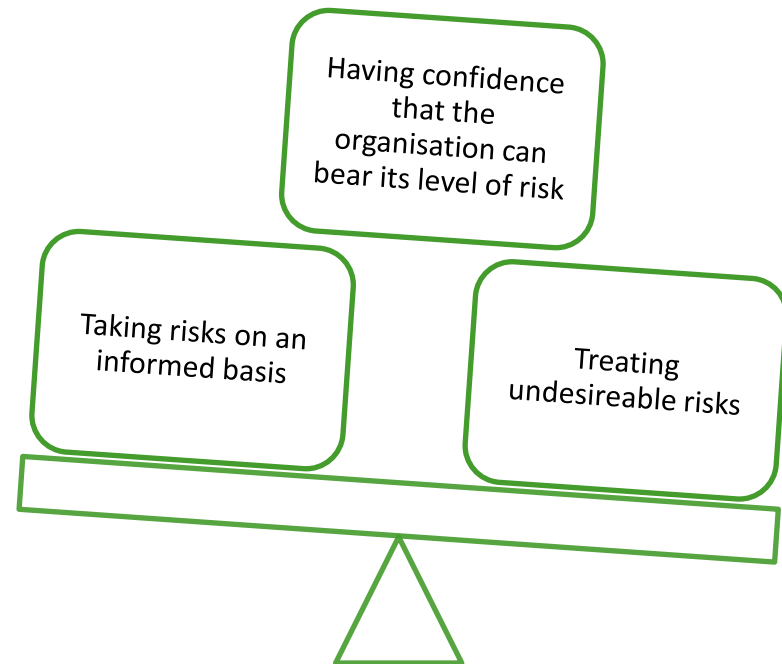 Having confidence
that the
organisation can
bear its level of risk
Taking risks on an
informed basis
Treating
undesireable risks